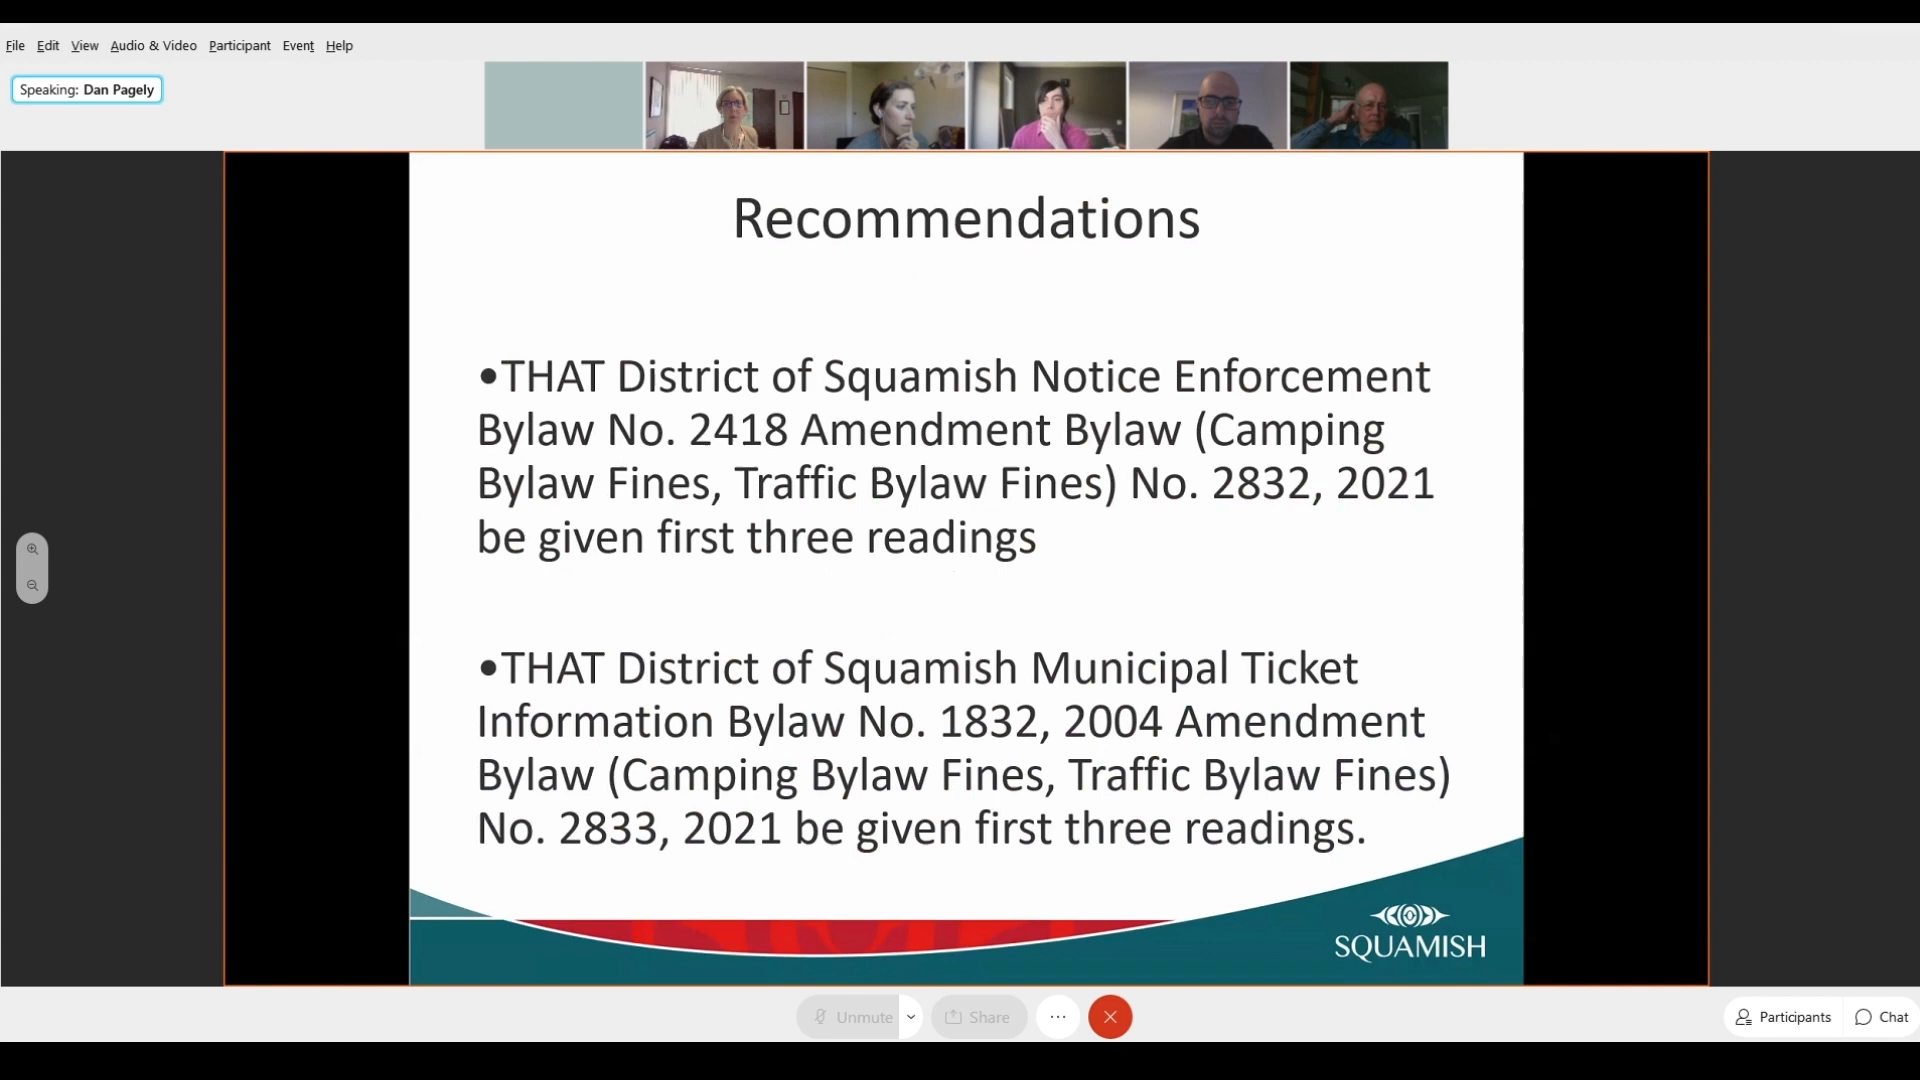 File Edit View Audio & Video Participant Event Help
Speaking: Dan Pagely
Recommendations
•THAT District of Squamish Notice Enforcement
Bylaw No. 2418 Amendment Bylaw (Camping
Bylaw Fines, Traffic Bylaw Fines) No. 2832, 2021
be given first three readings
•THAT District of Squamish Municipal Ticket
Information Bylaw No. 1832, 2004 Amendment
Bylaw (Camping Bylaw Fines, Traffic Bylaw Fines)
No. 2833, 2021 be given first three readings.
SQUAMISH
Unmute Share Participants Chat